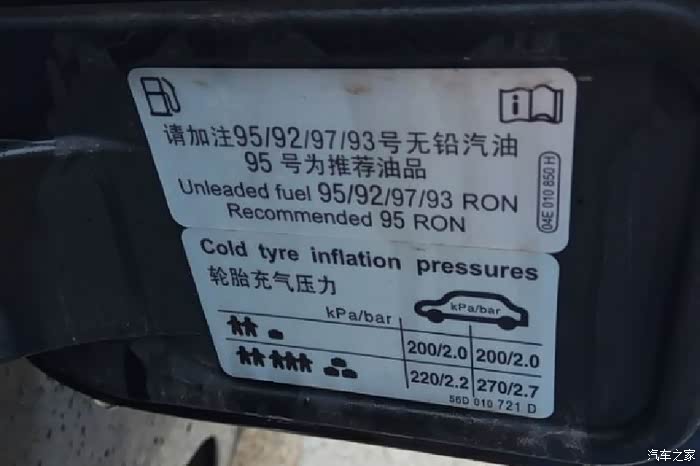 请加注95/92/97/93号无铅汽油
95 号为推荐油品
Unleaded fuel 95/92/97/93 RON
Recommended 95 RON
04E 010 850 H
Cold tyre inflation pressures
轮胎充气压力
kPa/bar
kPa/bar
200/2.0 200/2.0
220/2.2 270/2.7
56D 010 721 D
汽车之家